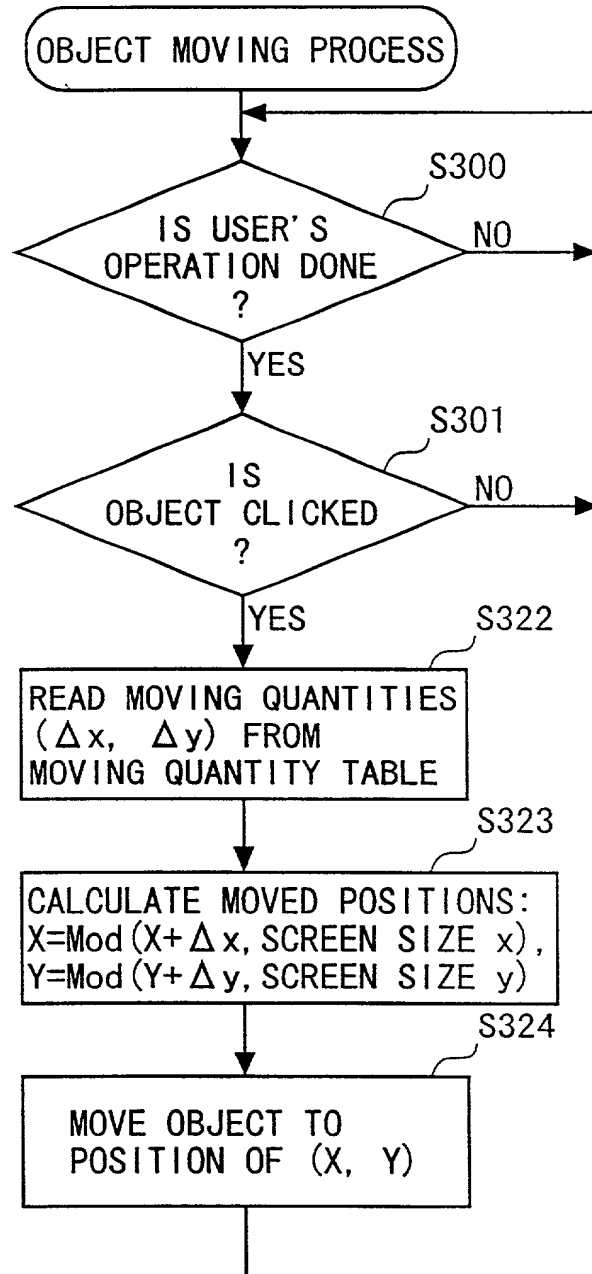 OBJECT MOVING PROCESS
S300
IS USER'S
OPERATION DONE
?
NO
YES
S301
IS
OBJECT CLICKED
?
NO
YES
S322
READ MOVING QUANTITIES
(Δx, Δy) FROM
MOVING QUANTITY TABLE
S323
CALCULATE MOVED POSITIONS:
X=Mod(X+Δx, SCREEN SIZE x),
Y=Mod(Y+Δy, SCREEN SIZE y)
S324
MOVE OBJECT TO
POSITION OF (X, Y)